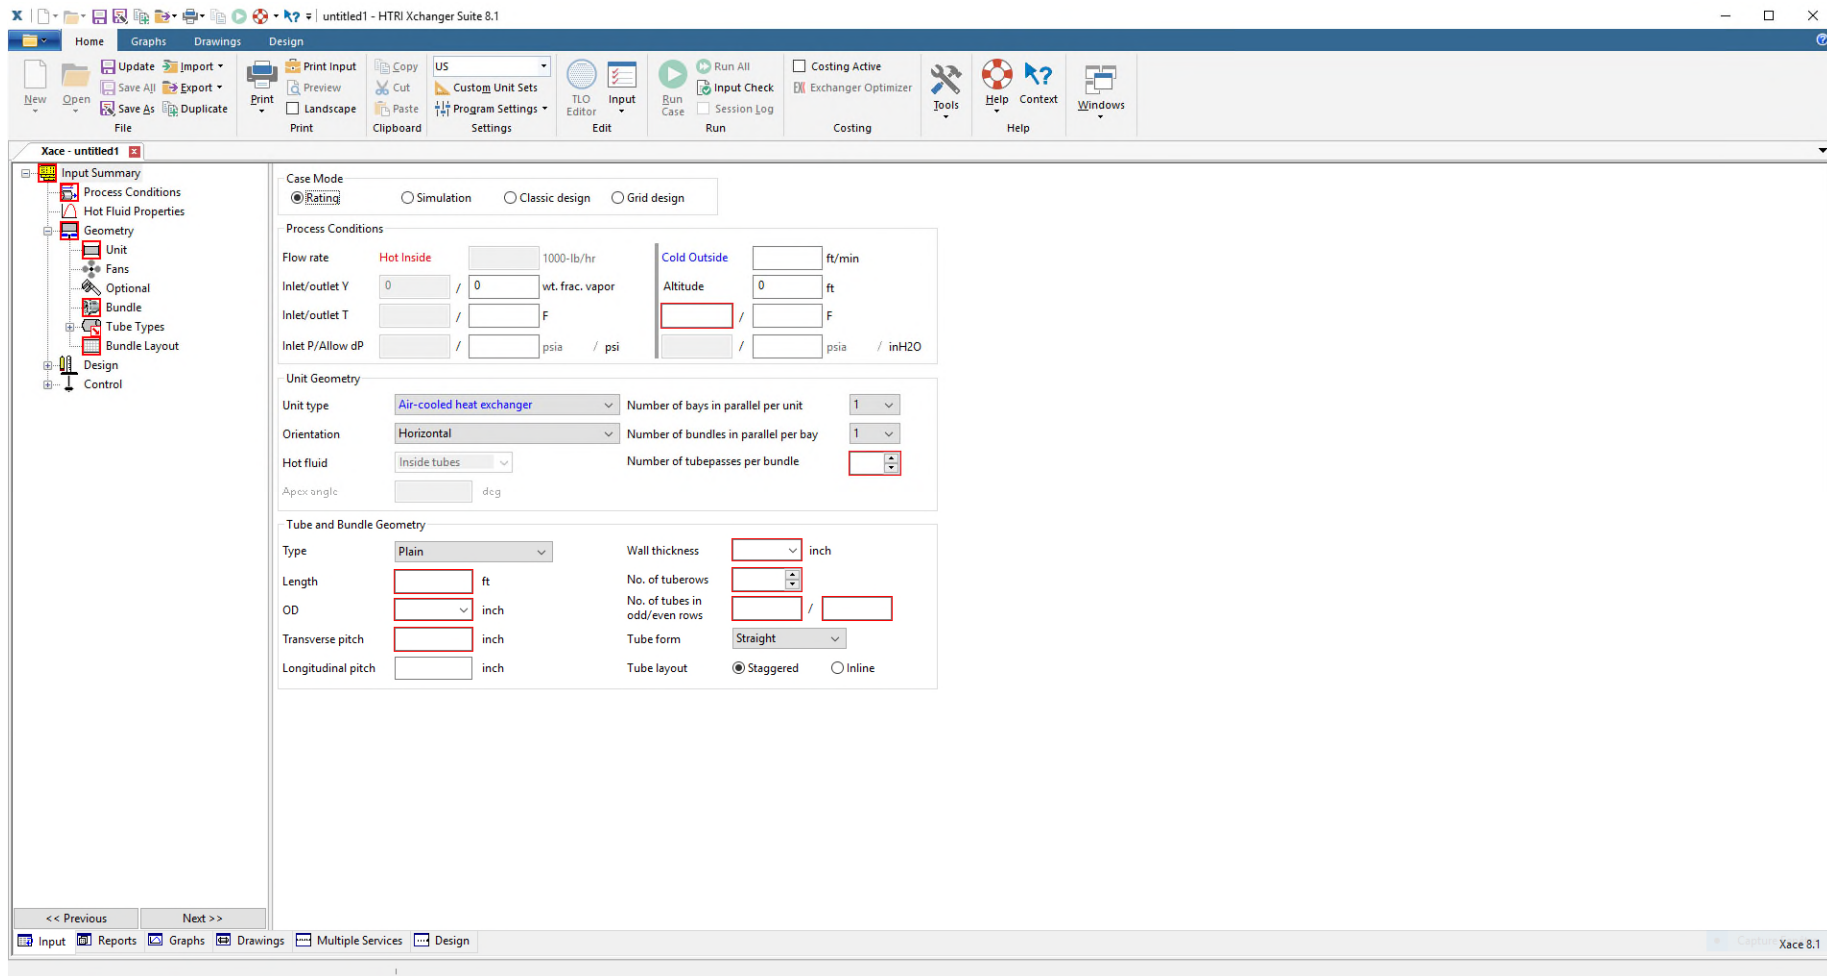 untitled1 - HTRI Xchanger Suite 8.1
Home Graphs Drawings Design
New
Open
Update
Save All
Save As
Import
Export
Duplicate
File
Print
Print Input
Preview
Landscape
Print
Copy
Cut
Paste
Clipboard
US
Custom Unit Sets
Program Settings
Settings
TLO Editor
Input
Edit
Run Case
Run All
Input Check
Session Log
Run
Costing Active
Exchanger Optimizer
Costing
Tools
Help
Context
Help
Windows
Xace - untitled1
Input Summary
Process Conditions
Hot Fluid Properties
Geometry
Unit
Fans
Optional
Bundle
Tube Types
Bundle Layout
Design
Control
Case Mode
Rating Simulation Classic design Grid design
Process Conditions
Flow rate Hot Inside 1000-lb/hr Cold Outside ft/min
Inlet/outlet Y 0 / 0 wt. frac. vapor Altitude 0 ft
Inlet/outlet T / F / F
Inlet P/Allow dP / psia / psi / psia / inH2O
Unit Geometry
Unit type Air-cooled heat exchanger Number of bays in parallel per unit 1
Orientation Horizontal Number of bundles in parallel per bay 1
Hot fluid Inside tubes Number of tubepasses per bundle
Apex angle deg
Tube and Bundle Geometry
Type Plain Wall thickness inch
Length ft No. of tuberows
OD inch No. of tubes in odd/even rows /
Transverse pitch inch Tube form Straight
Longitudinal pitch inch Tube layout Staggered Inline
<< Previous Next >>
Input Reports Graphs Drawings Multiple Services Design
Xace 8.1